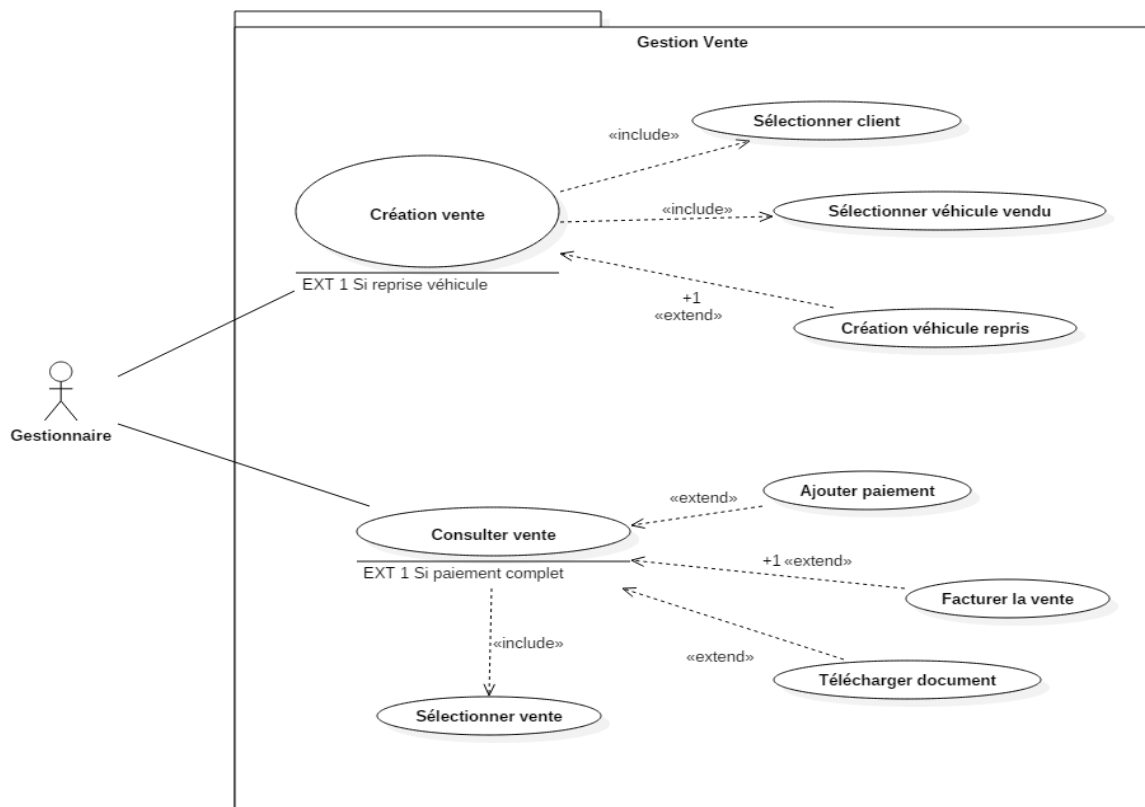 Gestion Vente
Sélectionner client
«include»
Création vente
«include»
Sélectionner véhicule vendu
EXT 1 Si reprise véhicule
+1
«extend»
Création véhicule repris
Gestionnaire
«extend»
Ajouter paiement
Consulter vente
EXT 1 Si paiement complet
+1 «extend»
Facturer la vente
«include»
«extend»
Télécharger document
Sélectionner vente